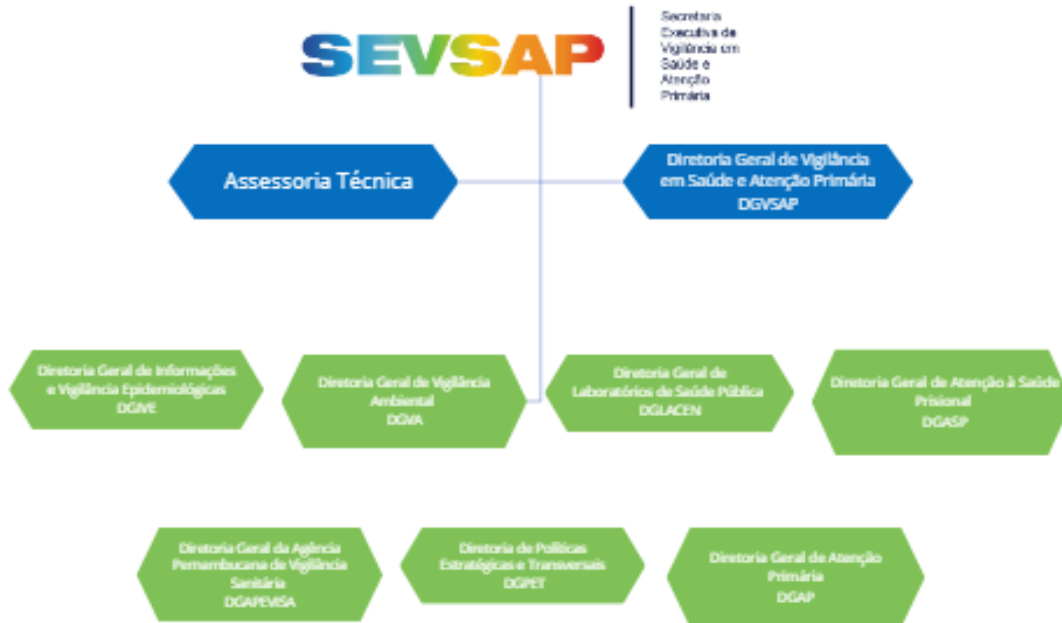 SEVSAP
Secretaria
Executiva de
Vigilância em
Saúde e
Atenção
Primária
Assessoria Técnica
Diretoria Geral de Vigilância
em Saúde e Atenção Primária
DGVSAP
Diretoria Geral de Informações
e Vigilância Epidemiológicas
DGIVE
Diretoria Geral de Vigilância
Ambiental
DGVA
Diretoria Geral de
Laboratórios de Saúde Pública
DGLACEN
Diretoria Geral de Atenção à Saúde
Prisional
DGASP
Diretoria Geral da Agência
Pernambucana de Vigilância
Sanitária
DGAPEVISA
Diretoria de Políticas
Estratégicas e Transversais
DGPET
Diretoria Geral de Atenção
Primária
DGAP